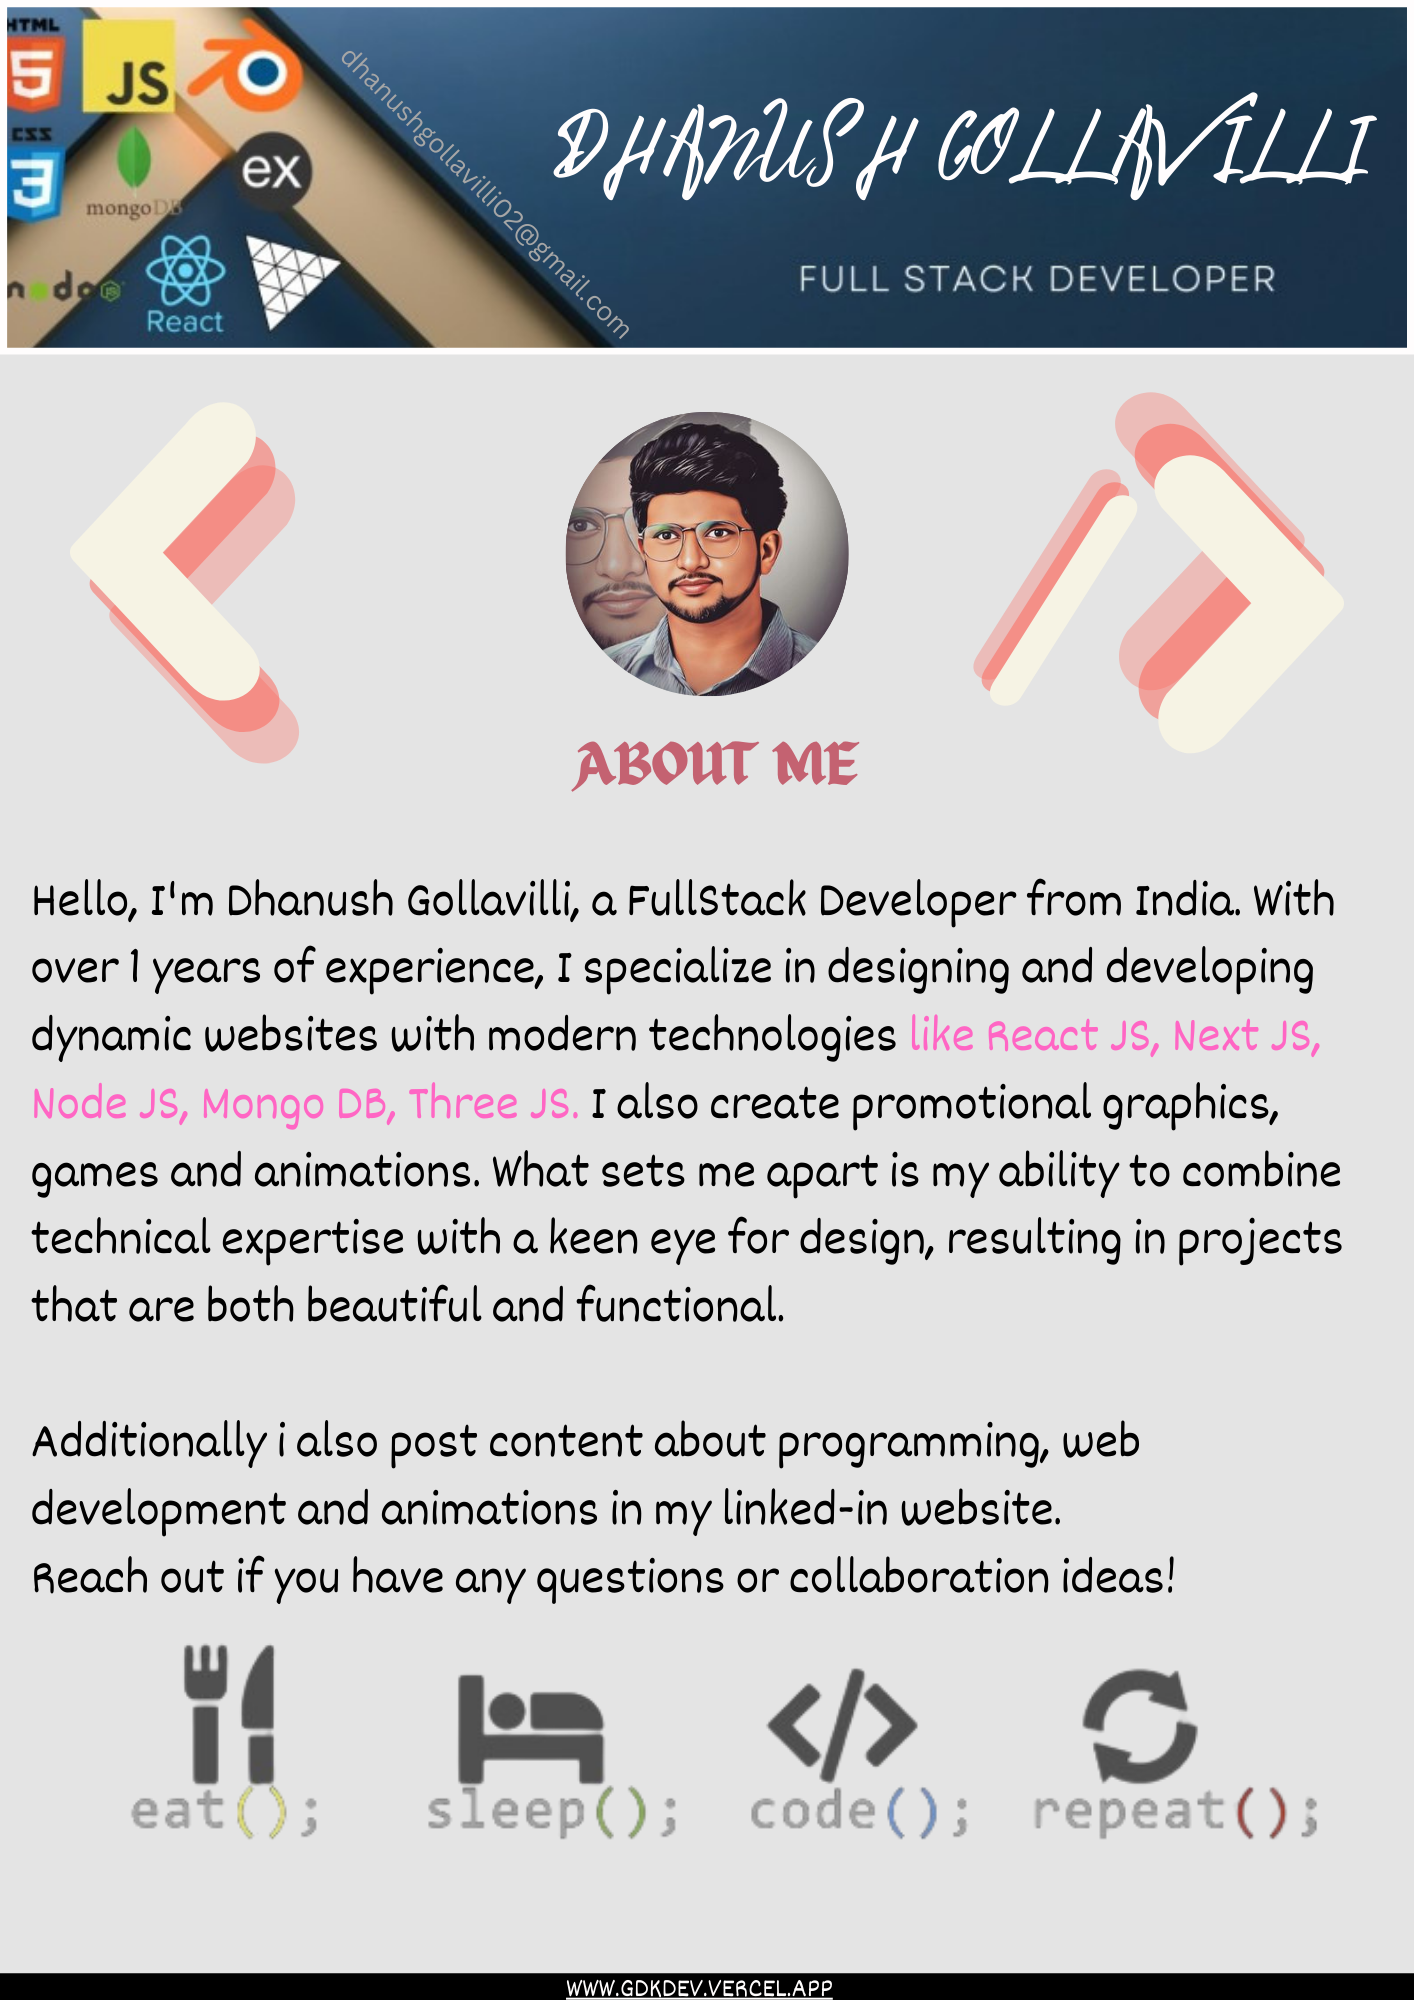 HTML
5
JS
CSS
3
mongoDB
ex
node
JS
React
dhanushgollavilli02@gmail.com
DHANUSH GOLLAVILLI
FULL STACK DEVELOPER
ABOUT ME
Hello, I'm Dhanush Gollavilli, a FullStack Developer from India. With
over 1 years of experience, I specialize in designing and developing
dynamic websites with modern technologies like React JS, Next JS,
Node JS, Mongo DB, Three JS. I also create promotional graphics,
games and animations. What sets me apart is my ability to combine
technical expertise with a keen eye for design, resulting in projects
that are both beautiful and functional.
Additionally i also post content about programming, web
development and animations in my linked-in website.
Reach out if you have any questions or collaboration ideas!
eat(); sleep(); code(); repeat();
WWW.GDKDEV.VERCEL.APP